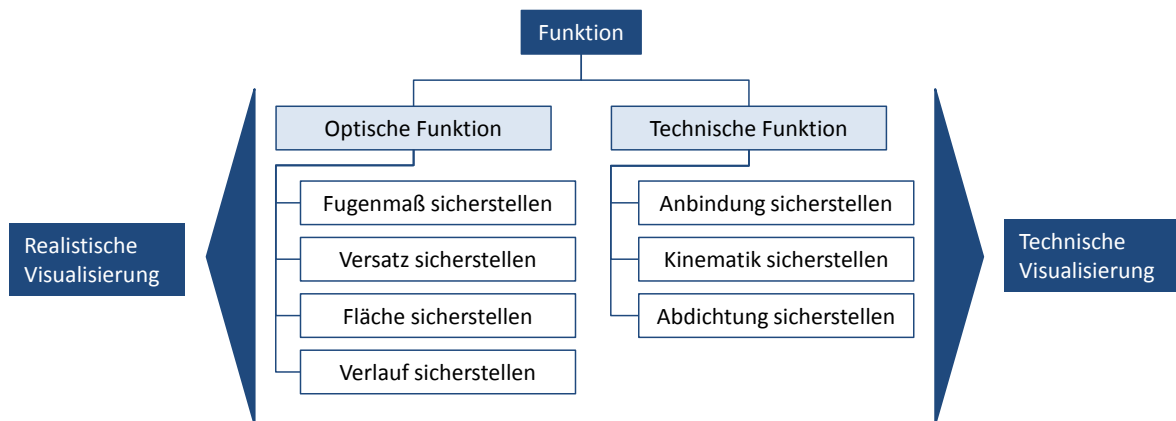 Funktion
Optische Funktion
Technische Funktion
Fugenmaß sicherstellen
Versatz sicherstellen
Fläche sicherstellen
Verlauf sicherstellen
Anbindung sicherstellen
Kinematik sicherstellen
Abdichtung sicherstellen
Realistische
Visualisierung
Technische
Visualisierung